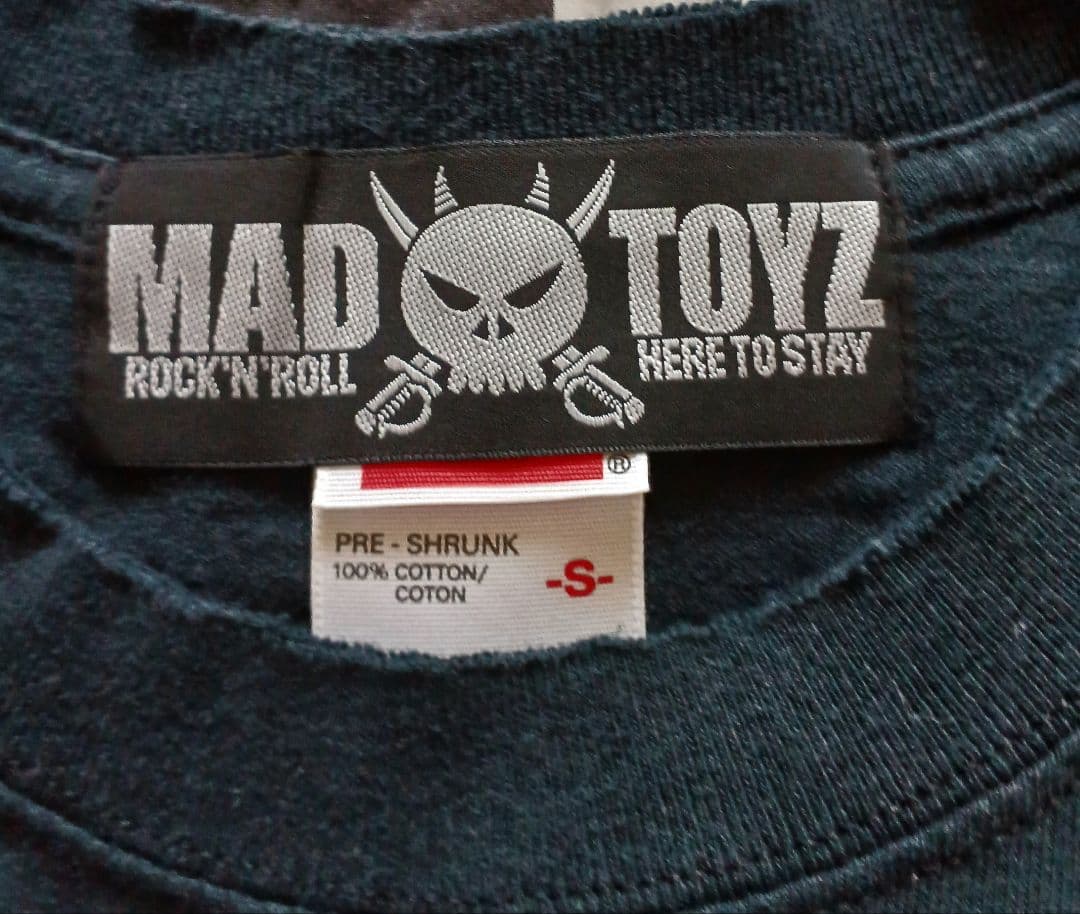 MAD TOYZ
ROCK'N'ROLL HERE TO STAY
®
PRE - SHRUNK
100% COTTON/
COTON
-S-